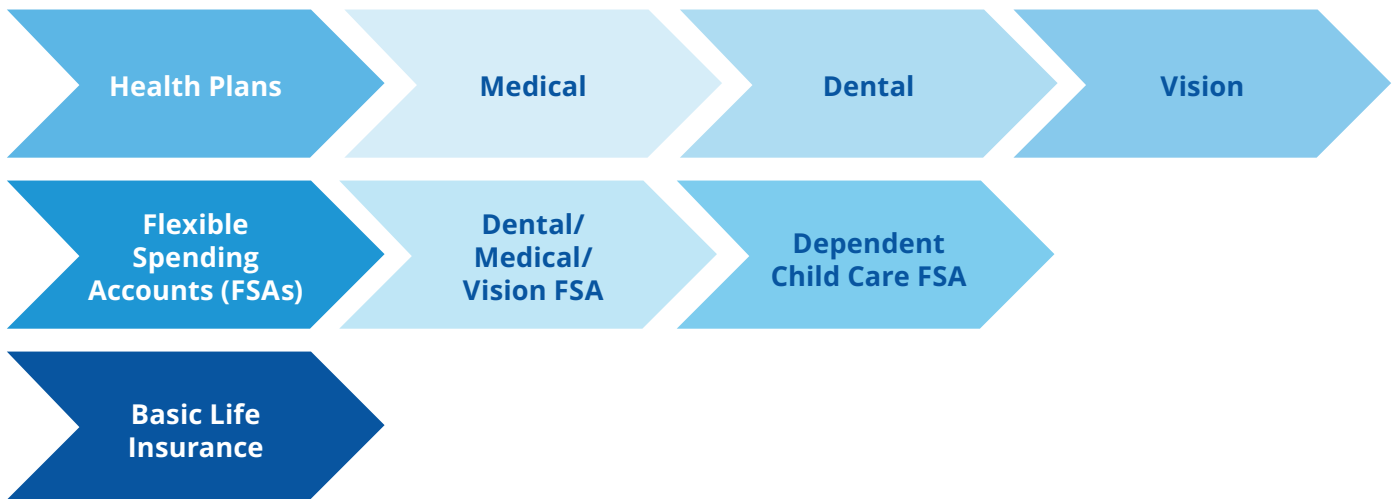 Health Plans
Medical
Dental
Vision
Flexible
Spending
Accounts (FSAs)
Dental/
Medical/
Vision FSA
Dependent
Child Care FSA
Basic Life
Insurance